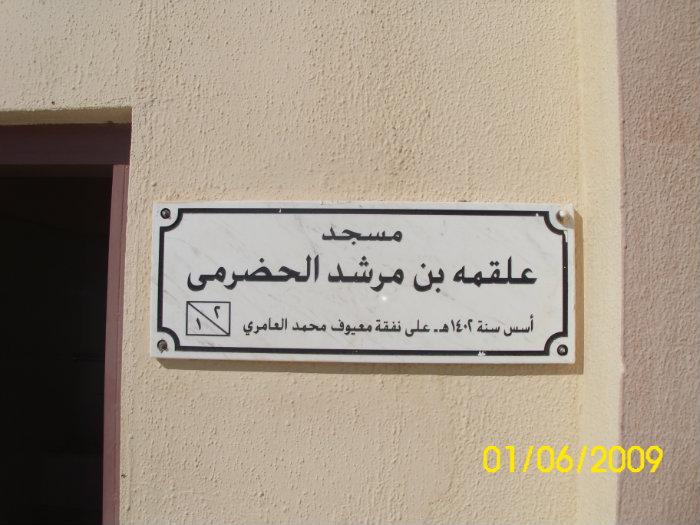 مسجد
علقمه بن مرشد الحضرمى
أسس سنة ١٤٠٢هـ ـ على نفقة معيوف محمد العامري
٢
١
01/06/2009